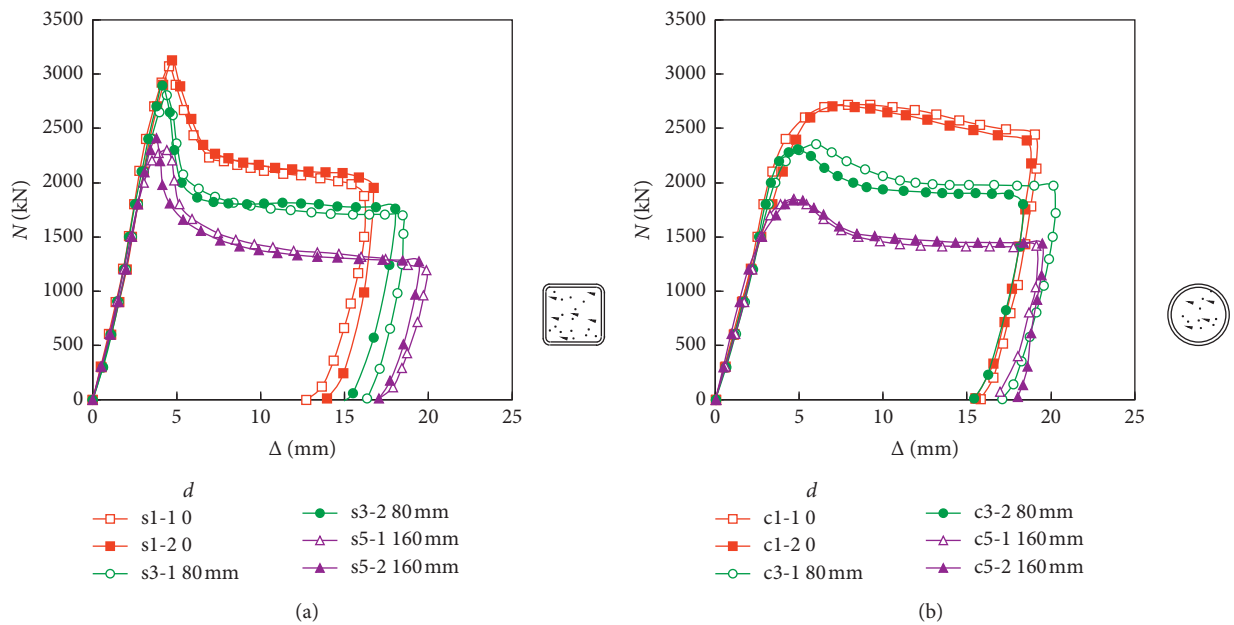 3500
3000
2500
2000
1500
1000
500
0
N (kN)
0 5 10 15 20 25
Δ (mm)
d
s1-1 0
s1-2 0
s3-1 80 mm
s3-2 80 mm
s5-1 160 mm
s5-2 160 mm
(a)
3500
3000
2500
2000
1500
1000
500
0
N (kN)
0 5 10 15 20 25
Δ (mm)
d
c1-1 0
c1-2 0
c3-1 80 mm
c3-2 80 mm
c5-1 160 mm
c5-2 160 mm
(b)